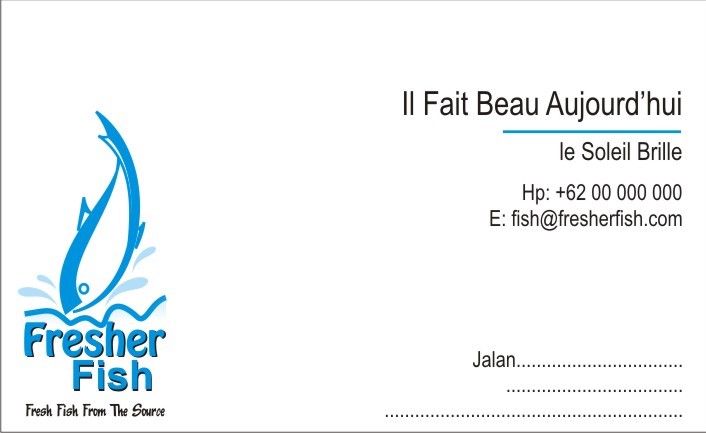 Il Fait Beau Aujourd'hui
le Soleil Brille
Hp: +62 00 000 000
E: fish@fresherfish.com
Fresher
Fish
Fresh Fish From The Source
Jalan.................................
...................................
...........................................................